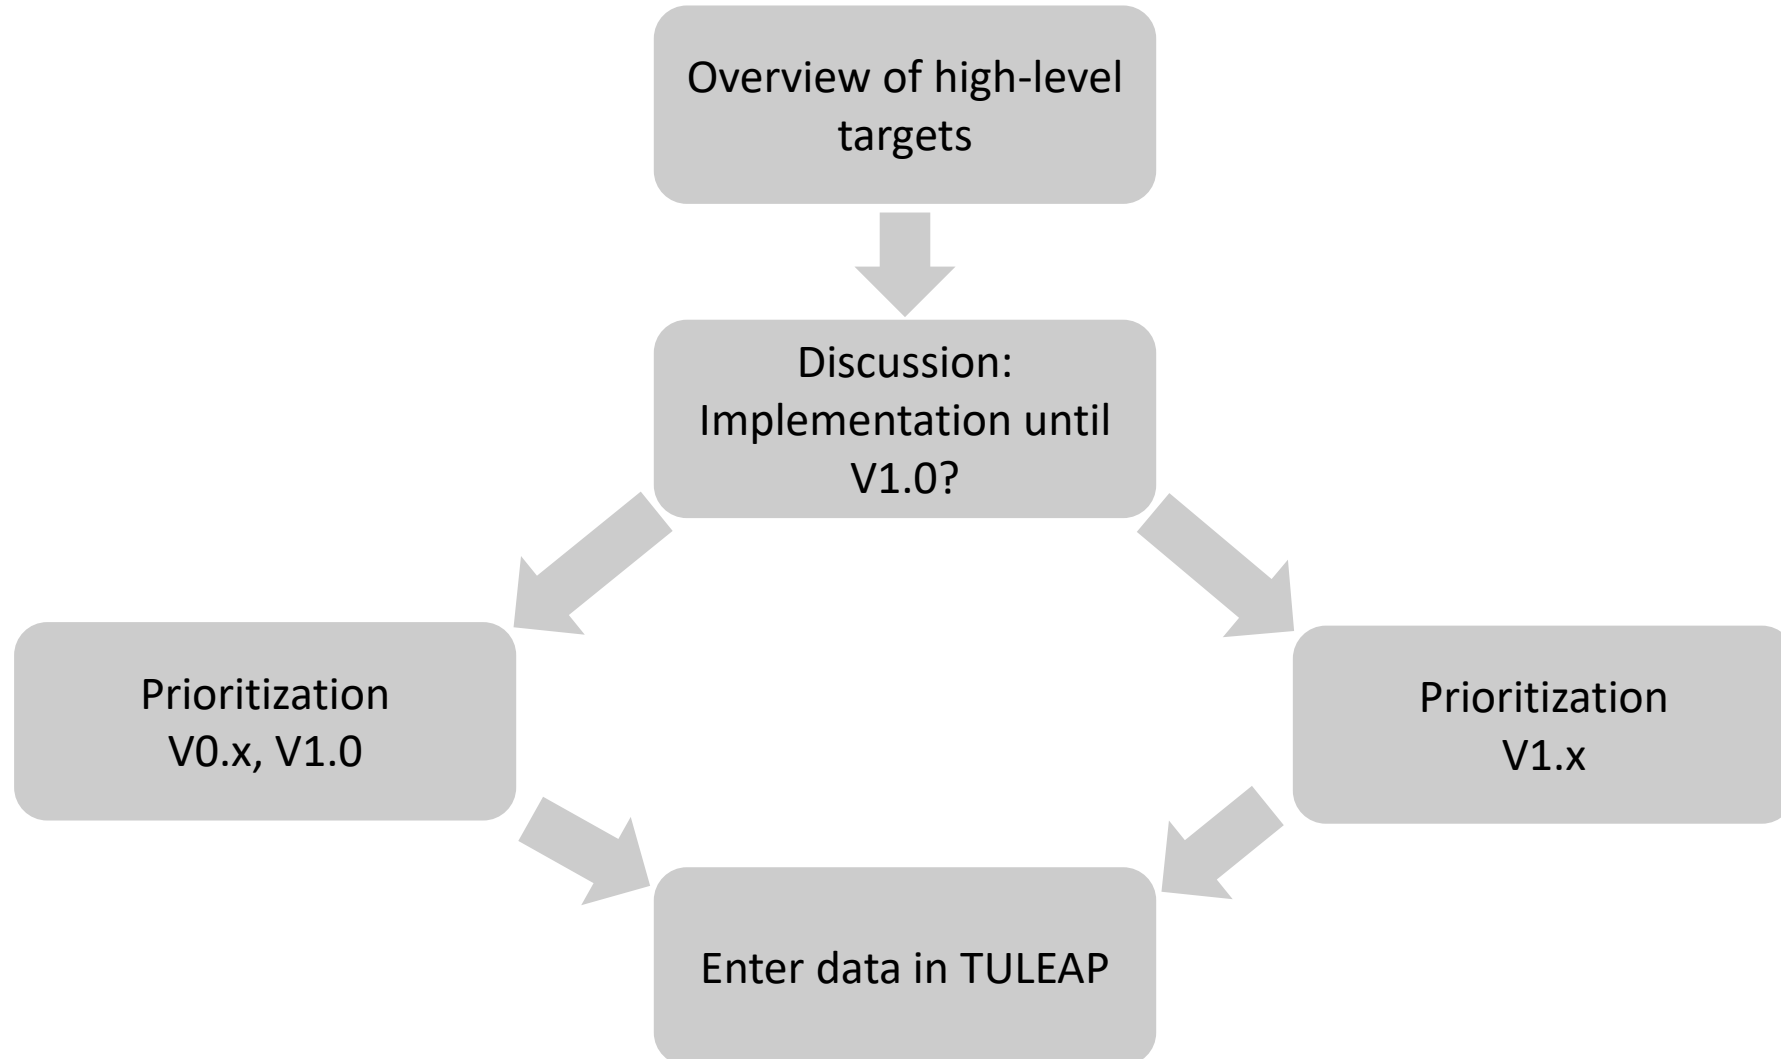 Overview of high-level
targets
Discussion:
Implementation until
V1.0?
Prioritization
V0.x, V1.0
Prioritization
V1.x
Enter data in TULEAP